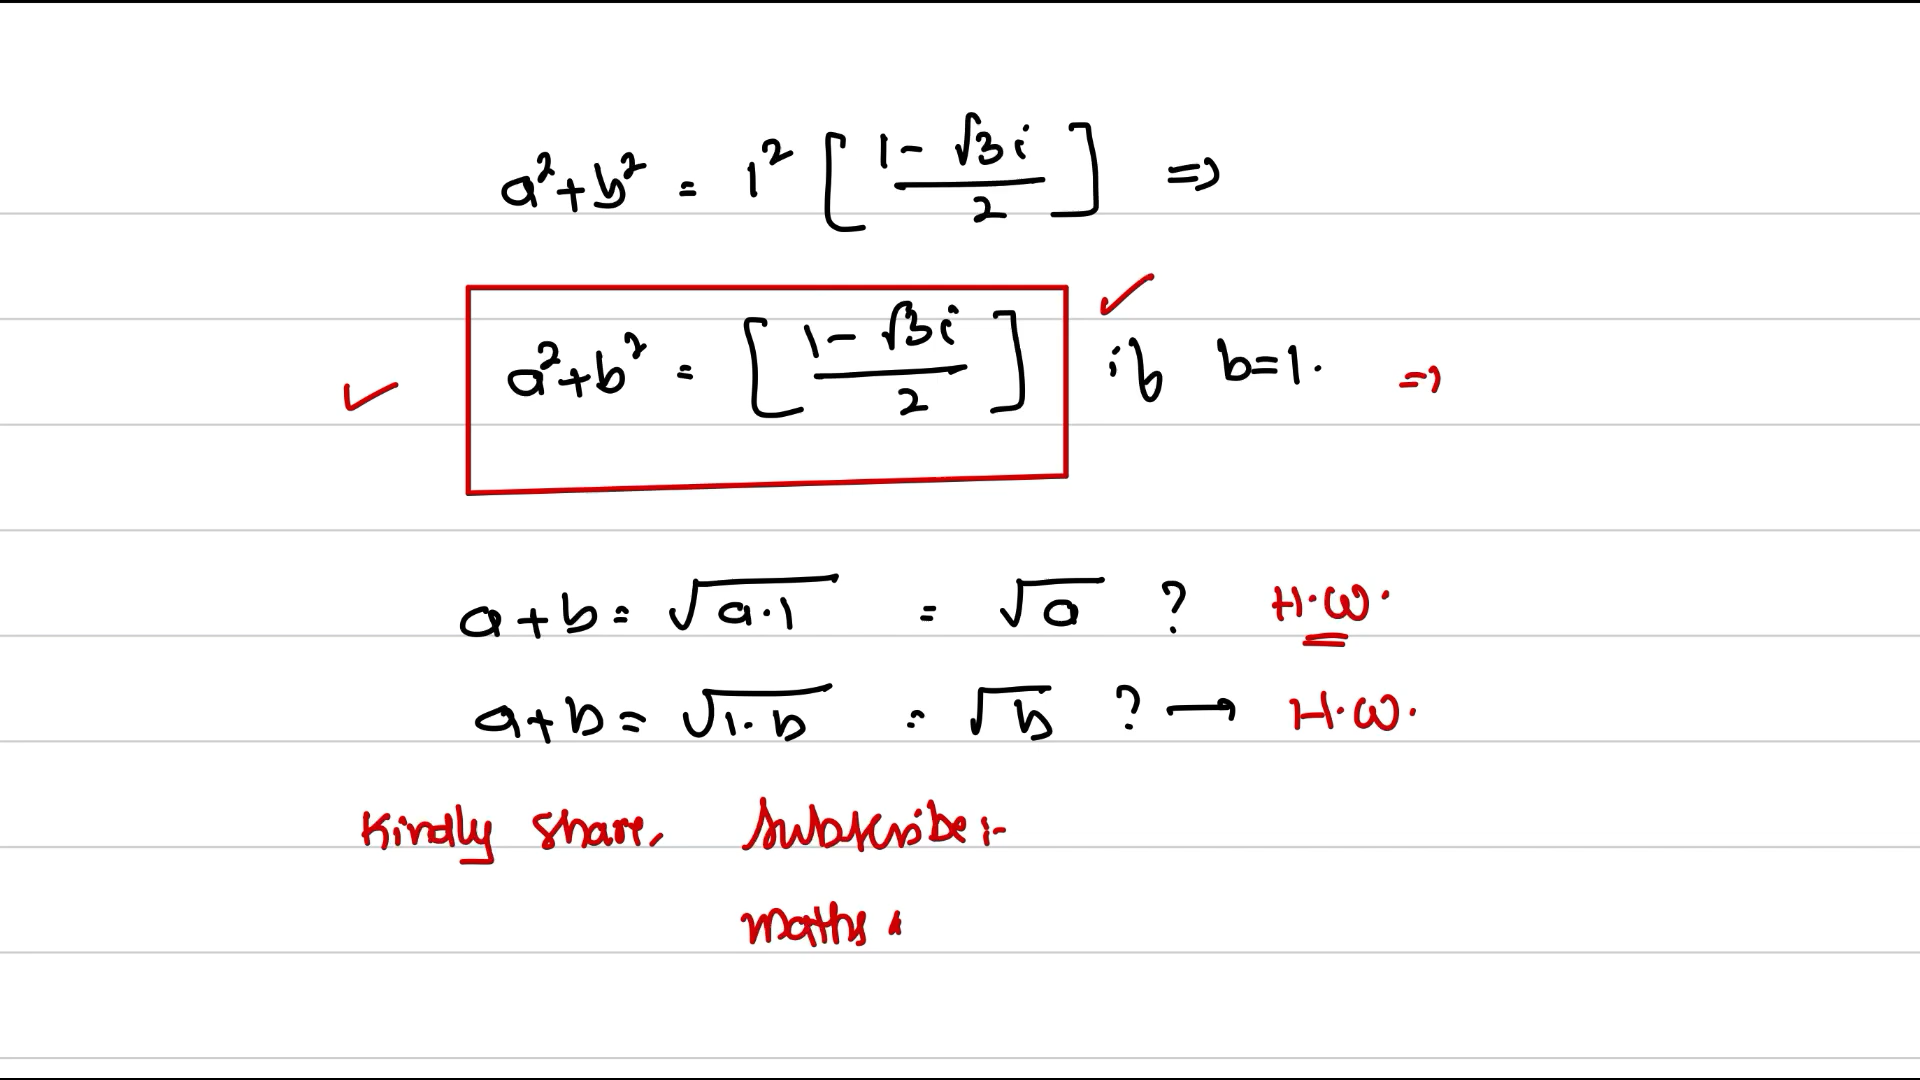 a²+b² = 1² [ (1-√3i)/2 ] =>
a²+b² = [ (1-√3i)/2 ] if b=1. =>
a+b = √(a·1) = √a ? H.W.
a+b = √(1·b) = √b ? → H.W.
Kindly share, Subscribe :-
maths